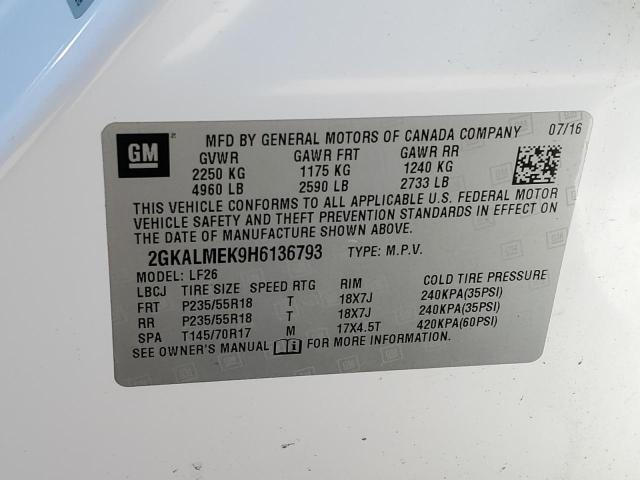 GM MFD BY GENERAL MOTORS OF CANADA COMPANY 07/16
GVWR GAWR FRT GAWR RR
2250 KG 1175 KG 1240 KG
4960 LB 2590 LB 2733 LB
THIS VEHICLE CONFORMS TO ALL APPLICABLE U.S. FEDERAL MOTOR
VEHICLE SAFETY AND THEFT PREVENTION STANDARDS IN EFFECT ON
THE DATE OF MANUFACTURE SHOWN ABOVE.
2GKALMEK9H6136793 TYPE: M.P.V.
MODEL: LF26
LBCJ TIRE SIZE SPEED RTG RIM COLD TIRE PRESSURE
FRT P235/55R18 T 18X7J 240KPA(35PSI)
RR P235/55R18 T 18X7J 240KPA(35PSI)
SPA T145/70R17 M 17X4.5T 420KPA(60PSI)
SEE OWNER'S MANUAL FOR MORE INFORMATION.